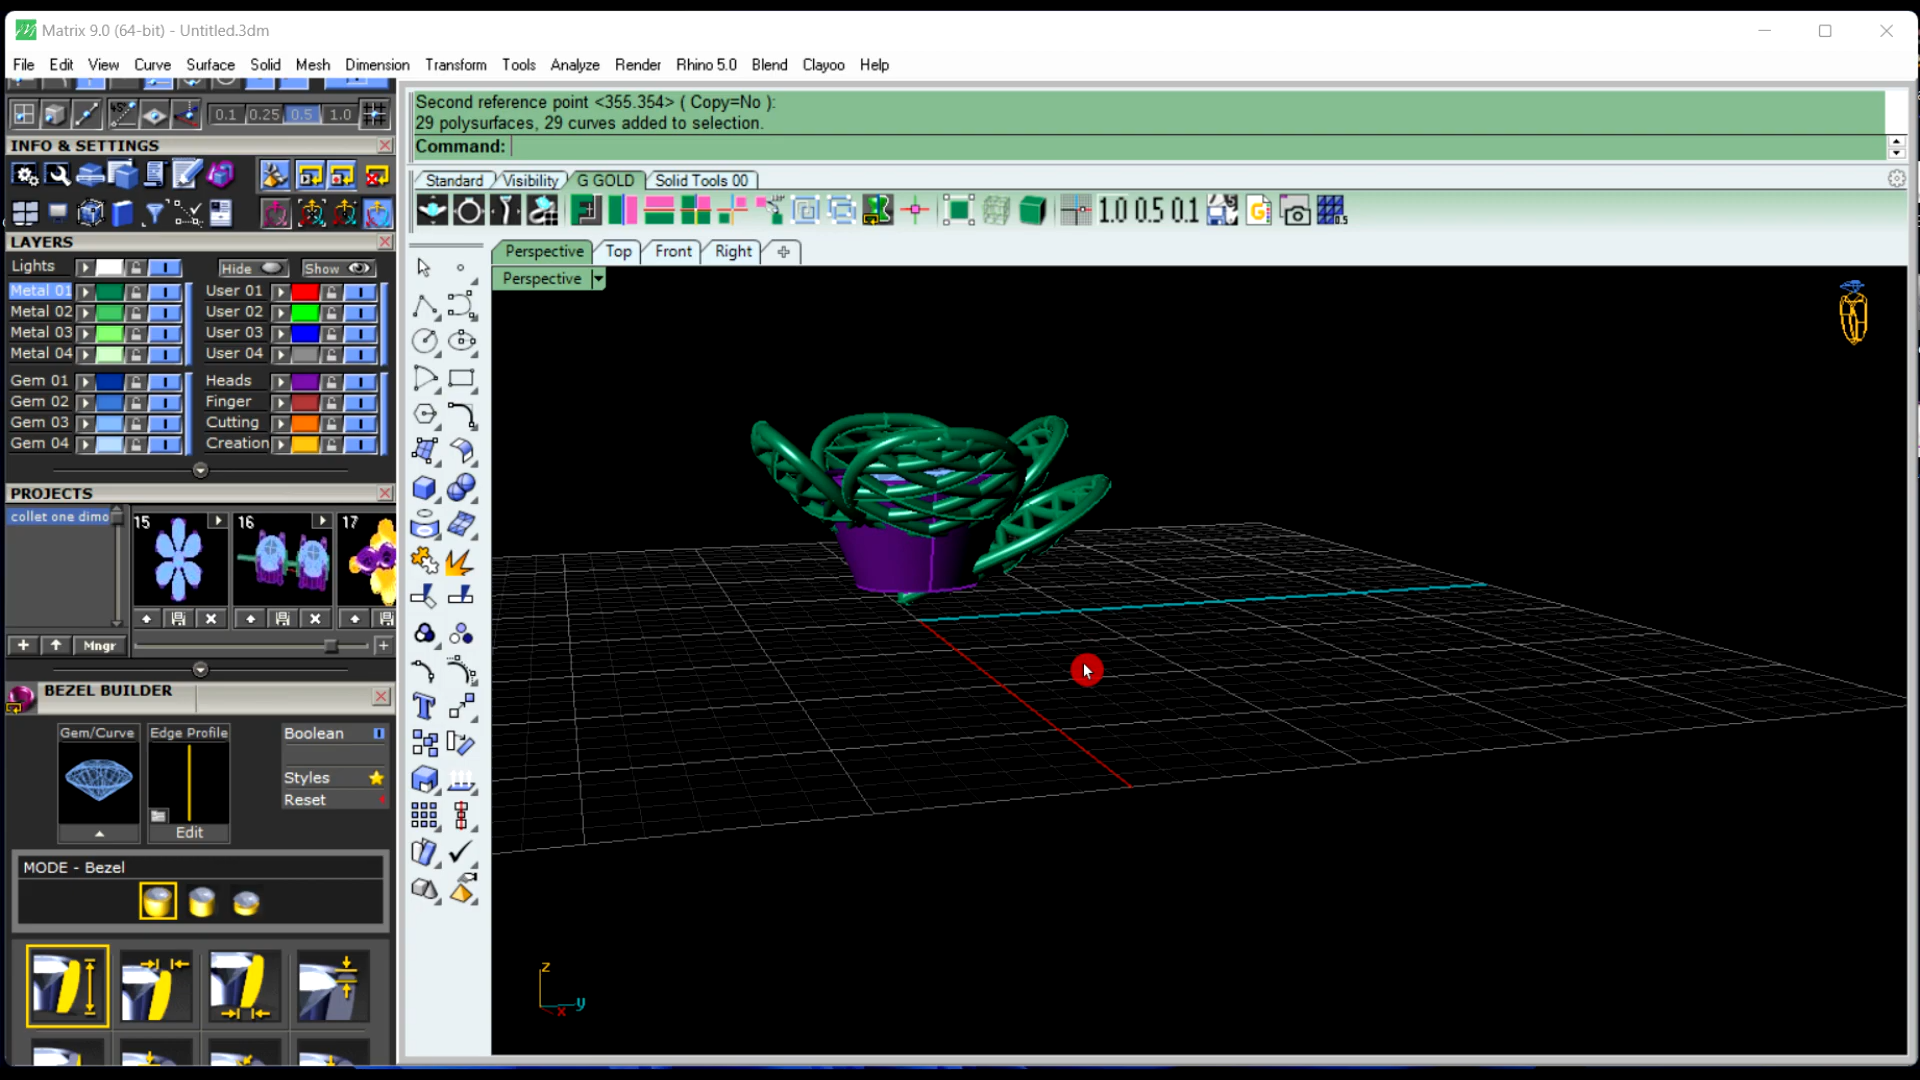 Matrix 9.0 (64-bit) - Untitled.3dm
File Edit View Curve Surface Solid Mesh Dimension Transform Tools Analyze Render Rhino 5.0 Blend Clayoo Help
Second reference point <355.354> ( Copy=No ):
29 polysurfaces, 29 curves added to selection.
Command:
0.1 0.25 0.5 1.0
INFO & SETTINGS
Standard Visibility G GOLD Solid Tools 00
1.0 0.5 0.1
LAYERS
Perspective Top Front Right
Lights Hide Show
Perspective
Metal 01 User 01
Metal 02 User 02
Metal 03 User 03
Metal 04 User 04
Gem 01 Heads
Gem 02 Finger
Gem 03 Cutting
Gem 04 Creation
PROJECTS
collet one dimo 15 16 17
Mngr
BEZEL BUILDER
Gem/Curve Edge Profile Boolean
Styles
Reset
Edit
MODE - Bezel
z
y
x